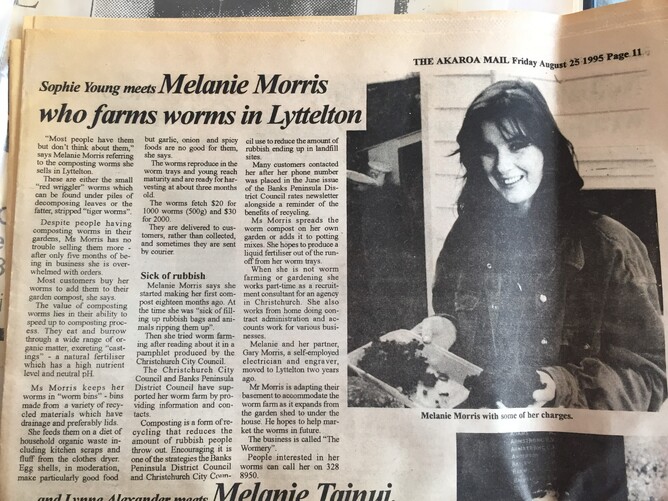 THE AKAROA MAIL Friday August 25 1995 Page 11
Sophie Young meets Melanie Morris
who farms worms in Lyttelton
"Most people have them
but don't think about them,"
says Melanie Morris referring
to the composting worms she
sells in Lyttelton.
These are either the small
"red wriggler" worms which
can be found under piles of
decomposing leaves or the
fatter, stripped "tiger worms".
Despite people having
composting worms in their
gardens, Ms Morris has no
trouble selling them more -
after only five months of be-
ing in business she is over-
whelmed with orders.
Most customers buy her
worms to add them to their
garden compost, she says.
The value of composting
worms lies in their ability to
speed up to composting proc-
ess. They eat and burrow
through a wide range of or-
ganic matter, excreting "cast-
ings" - a natural fertiliser
which has a high nutrient
level and neutral pH.
Ms Morris keeps her
worms in "worm bins" - bins
made from a variety of recy-
cled materials which have
drainage and preferably lids.
She feeds them on a diet of
household organic waste in-
cluding kitchen scraps and
fluff from the clothes dryer.
Egg shells, in moderation,
make particularly good food
but garlic, onion and spicy
foods are no good for them,
she says.
The worms reproduce in the
worm trays and young reach
maturity and are ready for har-
vesting at about three months
old.
The worms fetch $20 for
1000 worms (500g) and $30
for 2000.
They are delivered to cus-
tomers, rather than collected,
and sometimes they are sent
by courier.
Sick of rubbish
Melanie Morris says she
started making her first com-
post eighteen months ago. At
the time she was "sick of fill-
ing up rubbish bags and ani-
mals ripping them up".
Then she tried worm farm-
ing after reading about it in a
pamphlet produced by the
Christchurch City Council.
The Christchurch City
Council and Banks Peninsula
District Council have sup-
ported her worm farm by pro-
viding information and con-
tacts.
Composting is a form of re-
cycling that reduces the
amount of rubbish people
throw out. Encouraging it is
one of the strategies the Banks
Peninsula District Council
and Christchurch City Coun-
cil use to reduce the amount of
rubbish ending up in landfill
sites.
Many customers contacted
her after her phone number
was placed in the June issue
of the Banks Peninsula Dis-
trict Council rates newsletter
alongside a reminder of the
benefits of recycling.
Ms Morris spreads the
worm compost on her own
garden or adds it to potting
mixes. She hopes to produce a
liquid fertiliser out of the run-
off from her worm trays.
When she is not worm
farming or gardening she
works part-time as a recruit-
ment consultant for an agency
in Christchurch. She also
works from home doing con-
tract administration and ac-
counts work for various busi-
nesses.
Melanie and her partner,
Gary Morris, a self-employed
electrician and engraver,
moved to Lyttelton two years
ago.
Mr Morris is adapting their
basement to accommodate the
worm farm as it expands from
the garden shed to under the
house. He hopes to help mar-
ket the worms in future.
The business is called "The
Wormery".
People interested in her
worms can call her on 328
8950.
Melanie Morris with some of her charges.
and Lynne Alexander meets Melanie Tainui,